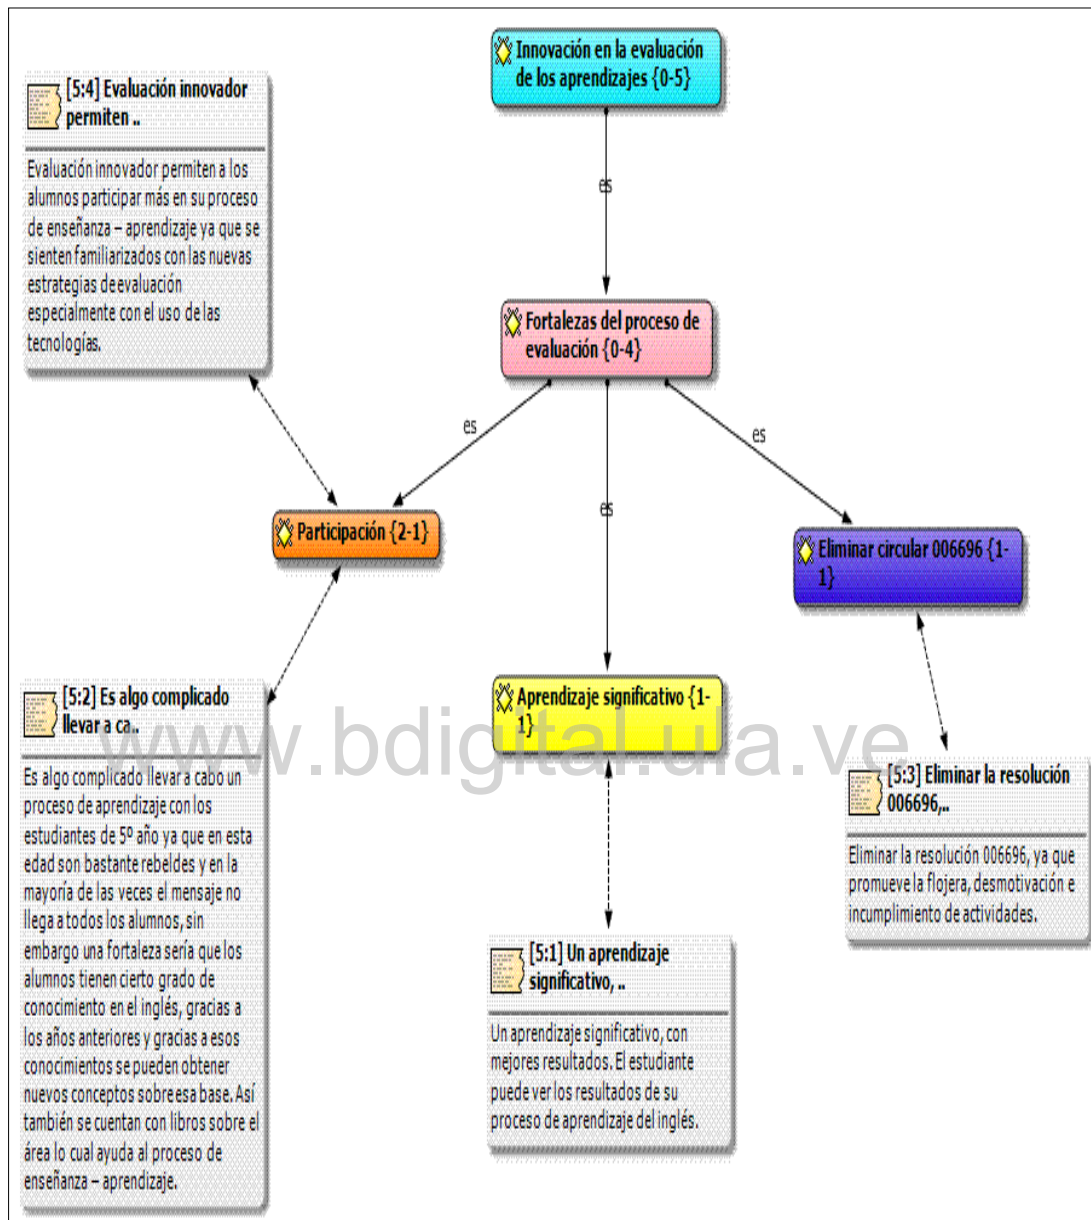 Innovación en la evaluación
de los aprendizajes {0-5}
[5:4] Evaluación innovador
permiten ..
Evaluación innovador permiten a los
alumnos participar más en su proceso
de enseñanza – aprendizaje ya que se
sienten familiarizados con las nuevas
estrategias de evaluación
especialmente con el uso de las
tecnologías.
es
Fortalezas del proceso de
evaluación {0-4}
es
es
es
Participación {2-1}
Eliminar circular 006696 {1-
1}
[5:2] Es algo complicado
llevar a ca..
Es algo complicado llevar a cabo un
proceso de aprendizaje con los
estudiantes de 5º año ya que en esta
edad son bastante rebeldes y en la
mayoría de las veces el mensaje no
llega a todos los alumnos, sin
embargo una fortaleza sería que los
alumnos tienen cierto grado de
conocimiento en el inglés, gracias a
los años anteriores y gracias a esos
conocimientos se pueden obtener
nuevos conceptos sobre esa base. Así
también se cuentan con libros sobre el
área lo cual ayuda al proceso de
enseñanza – aprendizaje.
Aprendizaje significativo {1-
1}
www.bdigital.ula.ve
[5:3] Eliminar la resolución
006696,..
Eliminar la resolución 006696, ya que
promueve la flojera, desmotivación e
incumplimiento de actividades.
[5:1] Un aprendizaje
significativo, ..
Un aprendizaje significativo, con
mejores resultados. El estudiante
puede ver los resultados de su
proceso de aprendizaje del inglés.